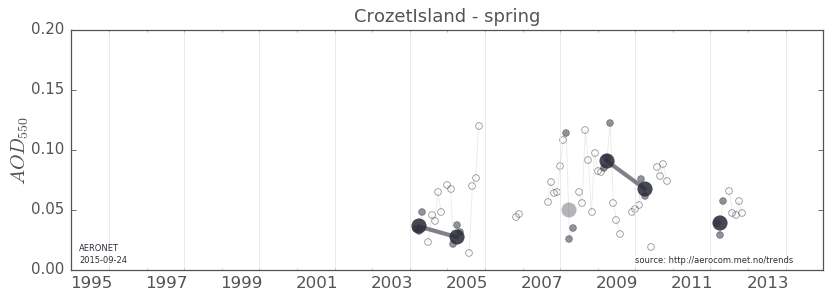 CrozetIsland - spring
0.20
0.15
0.10
0.05
0.00
AOD550
AERONET
2015-09-24
source: http://aerocom.met.no/trends
1995 1997 1999 2001 2003 2005 2007 2009 2011 2013